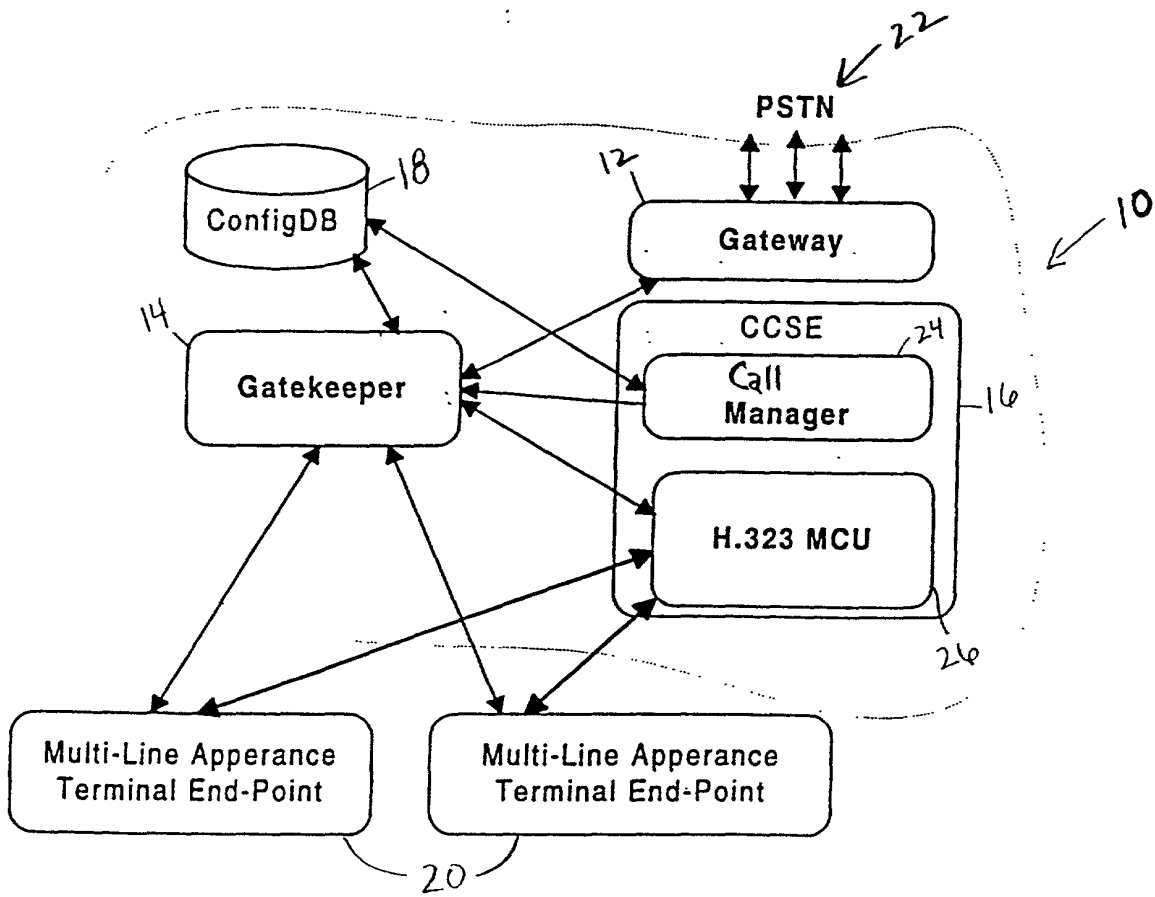 22
PSTN
12
18
ConfigDB
Gateway
10
14
CCSE
24
Gatekeeper
Call
Manager
16
H.323 MCU
26
Multi-Line Apperance
Terminal End-Point
Multi-Line Apperance
Terminal End-Point
20